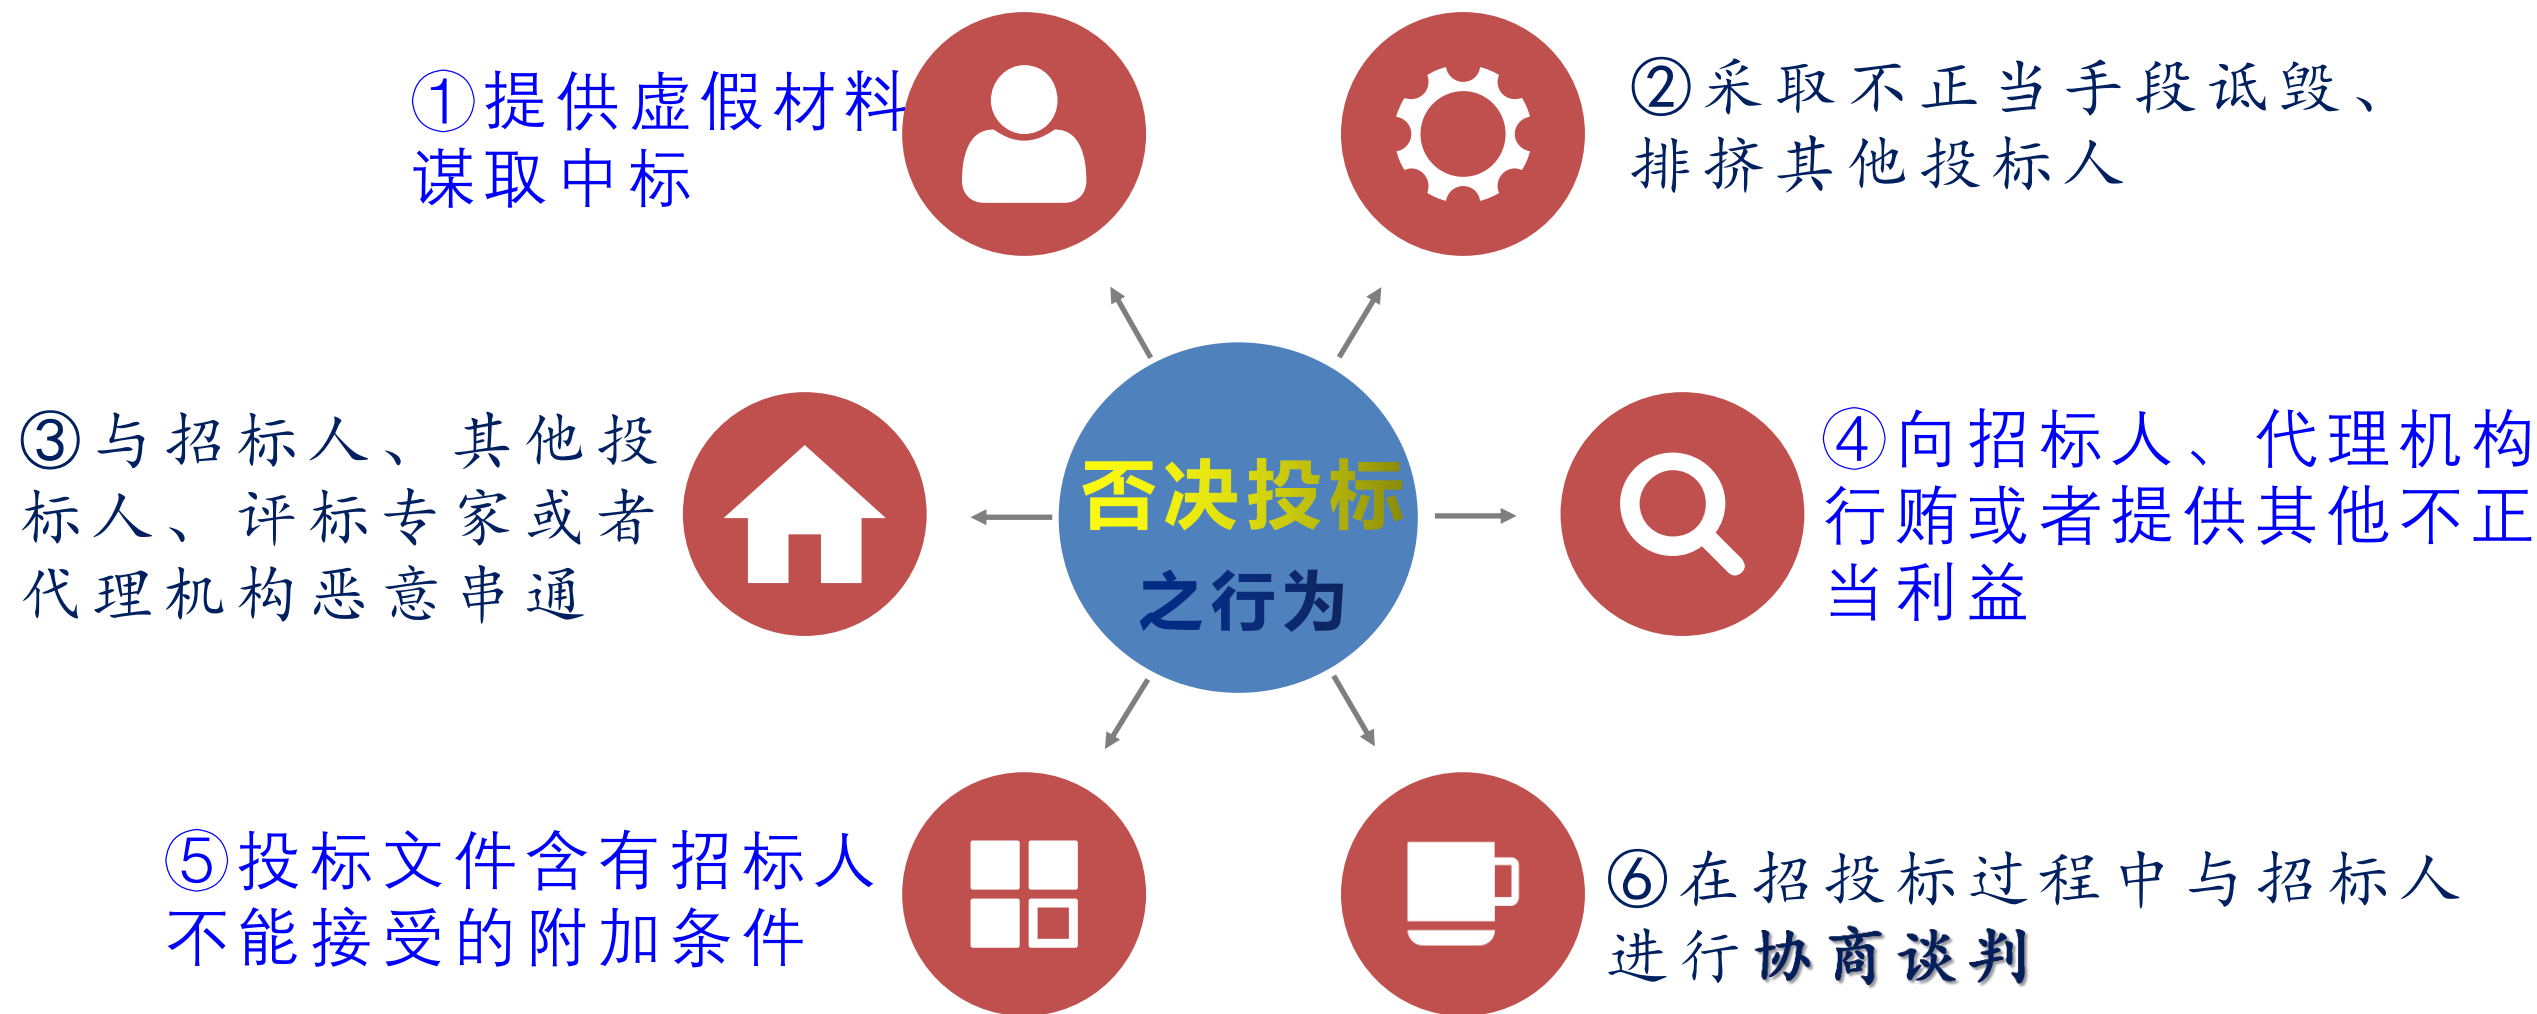 ①提供虚假材料
谋取中标
②采取不正当手段诋毁、
排挤其他投标人
③与招标人、其他投
标人、评标专家或者
代理机构恶意串通
否决投标
之行为
④向招标人、代理机构
行贿或者提供其他不正
当利益
⑤投标文件含有招标人
不能接受的附加条件
⑥在招投标过程中与招标人
进行协商谈判